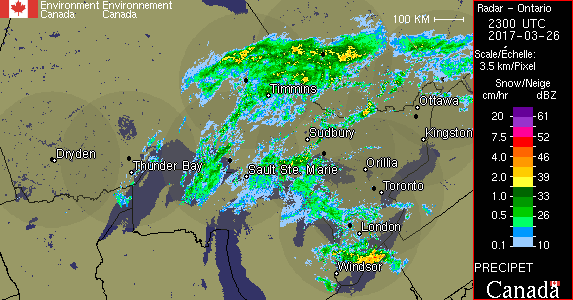 Environment Environnement
Canada Canada
100 KM
Radar - Ontario
2300 UTC
2017-03-26
Scale/Échelle:
3.5 km/Pixel
Snow/Neige
cm/hr dBZ
20 61
7.5 57
5.5 52
4.0 46
2.0 39
1.0 33
0.5 26
0.1 10
PRECIPET
Canada
Timmins
Ottawa
Sudbury
Kingston
Dryden
Thunder Bay
Sault Ste. Marie
Orillia
Toronto
London
Windsor